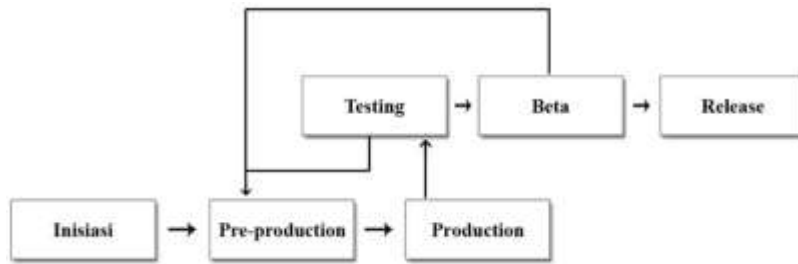 Testing
Beta
Release
Inisiasi
Pre-production
Production